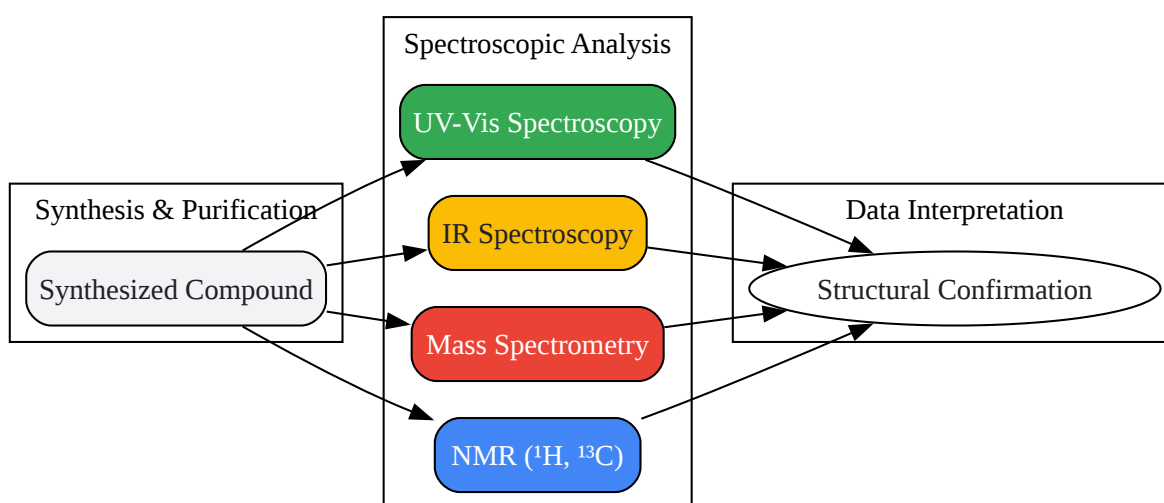 Synthesis & Purification
Synthesized Compound
Spectroscopic Analysis
UV-Vis Spectroscopy
IR Spectroscopy
Mass Spectrometry
NMR (¹H, ¹³C)
Data Interpretation
Structural Confirmation